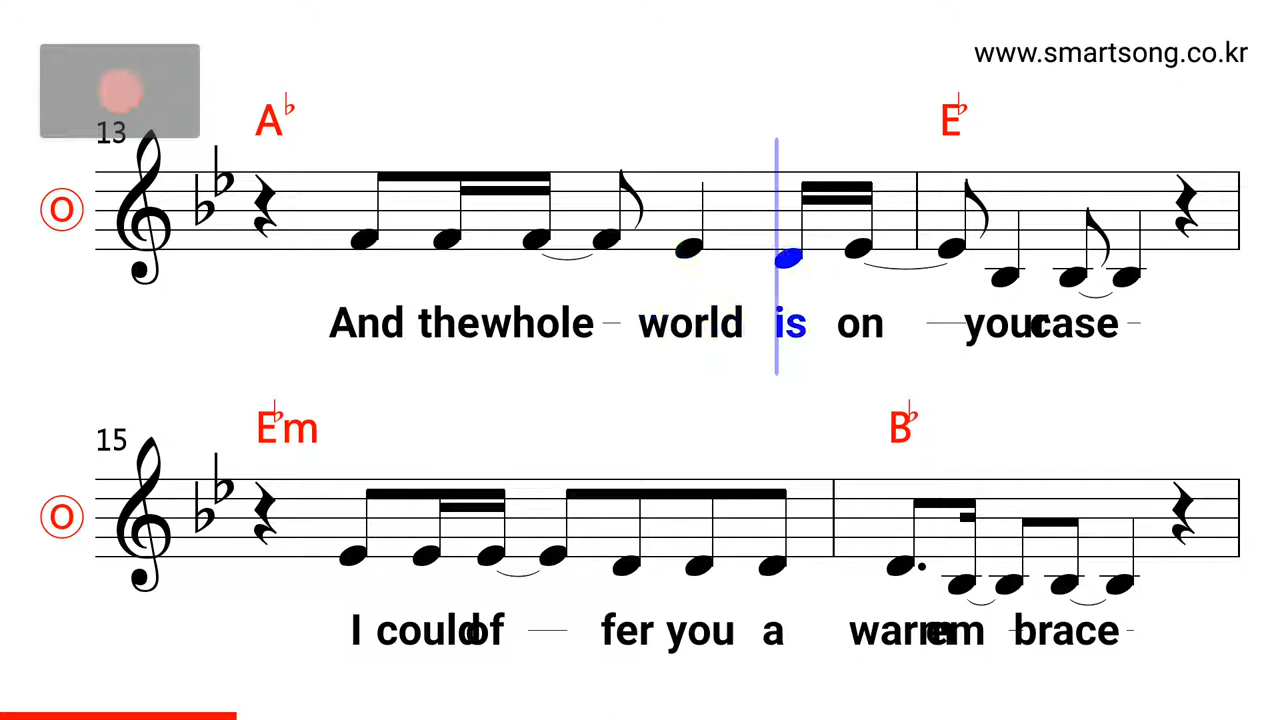 www.smartsong.co.kr
13
A♭ E♭
O
And the whole world is on your case
15
E♭m B♭
O
I could of fer you a warm em brace